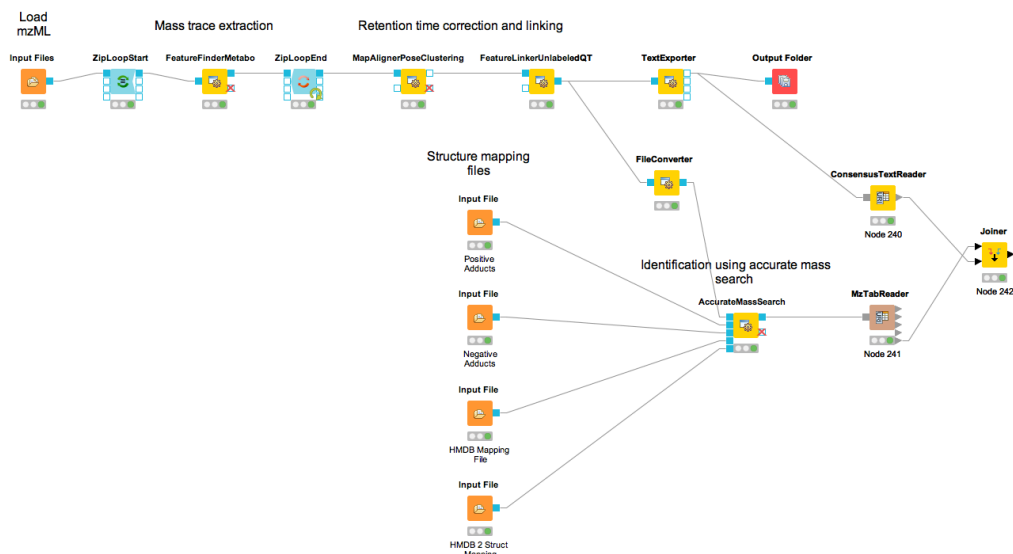 Load
mzML
Mass trace extraction
Retention time correction and linking
Input Files
ZipLoopStart
FeatureFinderMetabo
ZipLoopEnd
MapAlignerPoseClustering
FeatureLinkerUnlabeledQT
TextExporter
Output Folder
Structure mapping
files
FileConverter
ConsensusTextReader
Node 240
Input File
Positive
Adducts
Joiner
Node 242
Identification using accurate mass
search
AccurateMassSearch
MzTabReader
Node 241
Input File
Negative
Adducts
Input File
HMDB Mapping
File
Input File
HMDB 2 Struct
Mapping